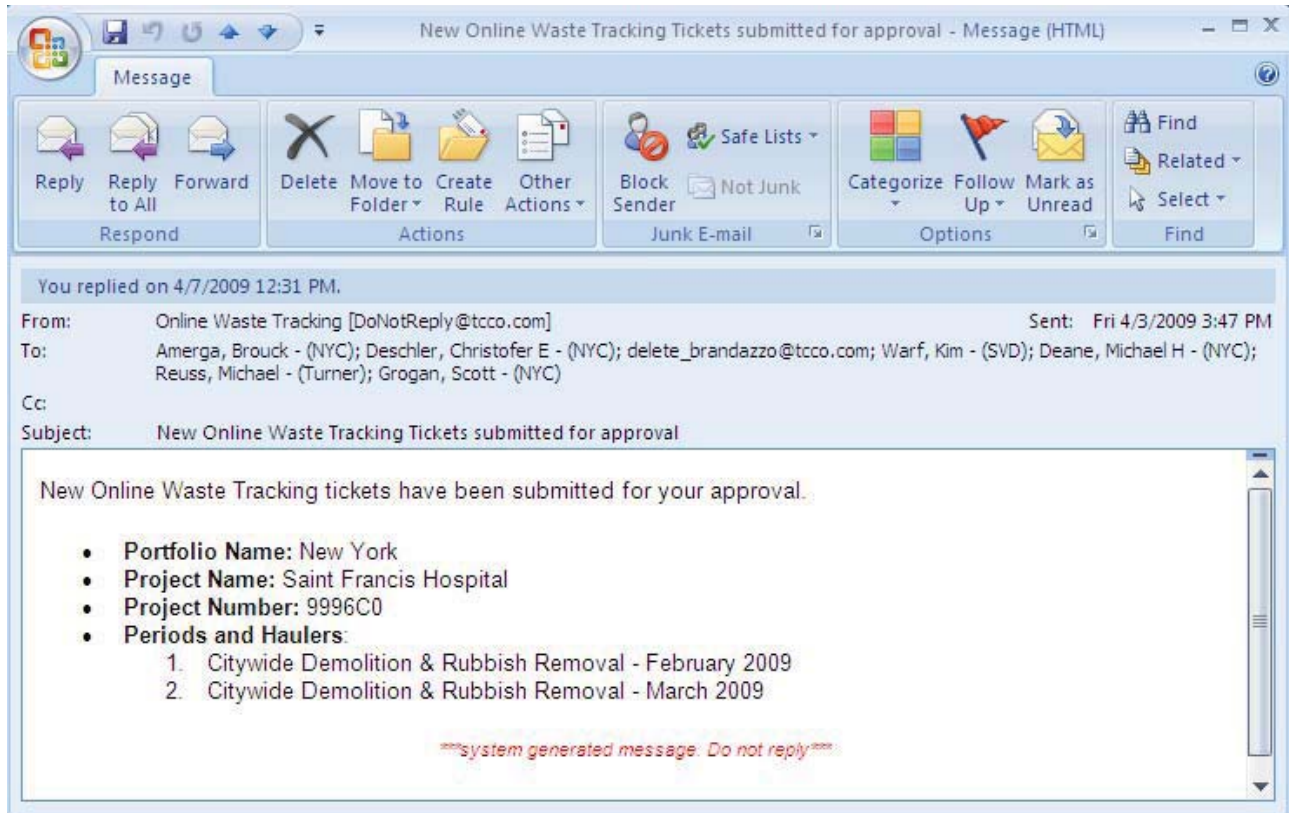 New Online Waste Tracking Tickets submitted for approval - Message (HTML)
Message
Reply
Reply to All
Forward
Respond
Delete
Move to Folder
Create Rule
Other Actions
Actions
Block Sender
Safe Lists
Not Junk
Junk E-mail
Categorize
Follow Up
Mark as Unread
Options
Find
Related
Select
Find
You replied on 4/7/2009 12:31 PM.
From: Online Waste Tracking [DoNotReply@tcco.com] Sent: Fri 4/3/2009 3:47 PM
To: Amerga, Brouck - (NYC); Deschler, Christofer E - (NYC); delete_brandazzo@tcco.com; Warf, Kim - (SVD); Deane, Michael H - (NYC);
Reuss, Michael - (Turner); Grogan, Scott - (NYC)
Cc:
Subject: New Online Waste Tracking Tickets submitted for approval
New Online Waste Tracking tickets have been submitted for your approval.
• Portfolio Name: New York
• Project Name: Saint Francis Hospital
• Project Number: 9996C0
• Periods and Haulers:
1. Citywide Demolition & Rubbish Removal - February 2009
2. Citywide Demolition & Rubbish Removal - March 2009
***system generated message. Do not reply***